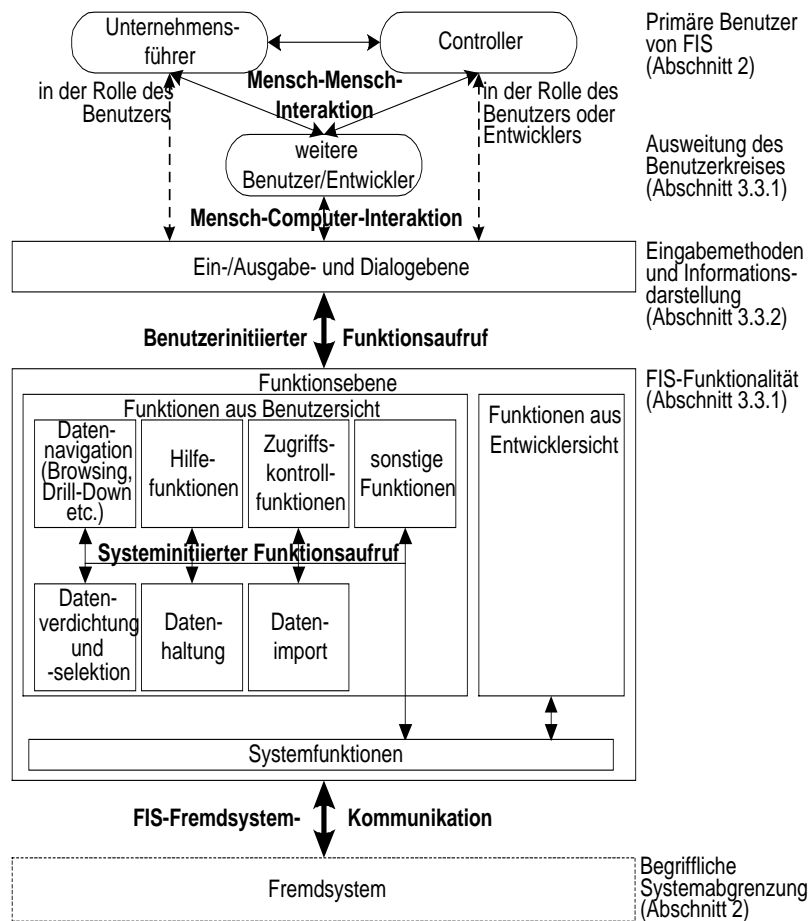 Unternehmens-
führer
Controller
Primäre Benutzer
von FIS
(Abschnitt 2)
in der Rolle des
Benutzers
Mensch-Mensch-
Interaktion
in der Rolle des
Benutzers oder
Entwicklers
weitere
Benutzer/Entwickler
Ausweitung des
Benutzerkreises
(Abschnitt 3.3.1)
Mensch-Computer-Interaktion
Ein-/Ausgabe- und Dialogebene
Eingabemethoden
und Informations-
darstellung
(Abschnitt 3.3.2)
Benutzerinitiierter Funktionsaufruf
Funktionsebene
FIS-Funktionalität
(Abschnitt 3.3.1)
Funktionen aus Benutzersicht
Funktionen aus
Entwicklersicht
Daten-
navigation
(Browsing,
Drill-Down
etc.)
Hilfe-
funktionen
Zugriffs-
kontroll-
funktionen
sonstige
Funktionen
Systeminitiierter Funktionsaufruf
Daten-
verdichtung
und
-selektion
Daten-
haltung
Daten-
import
Systemfunktionen
FIS-Fremdsystem- Kommunikation
Fremdsystem
Begriffliche
Systemabgrenzung
(Abschnitt 2)